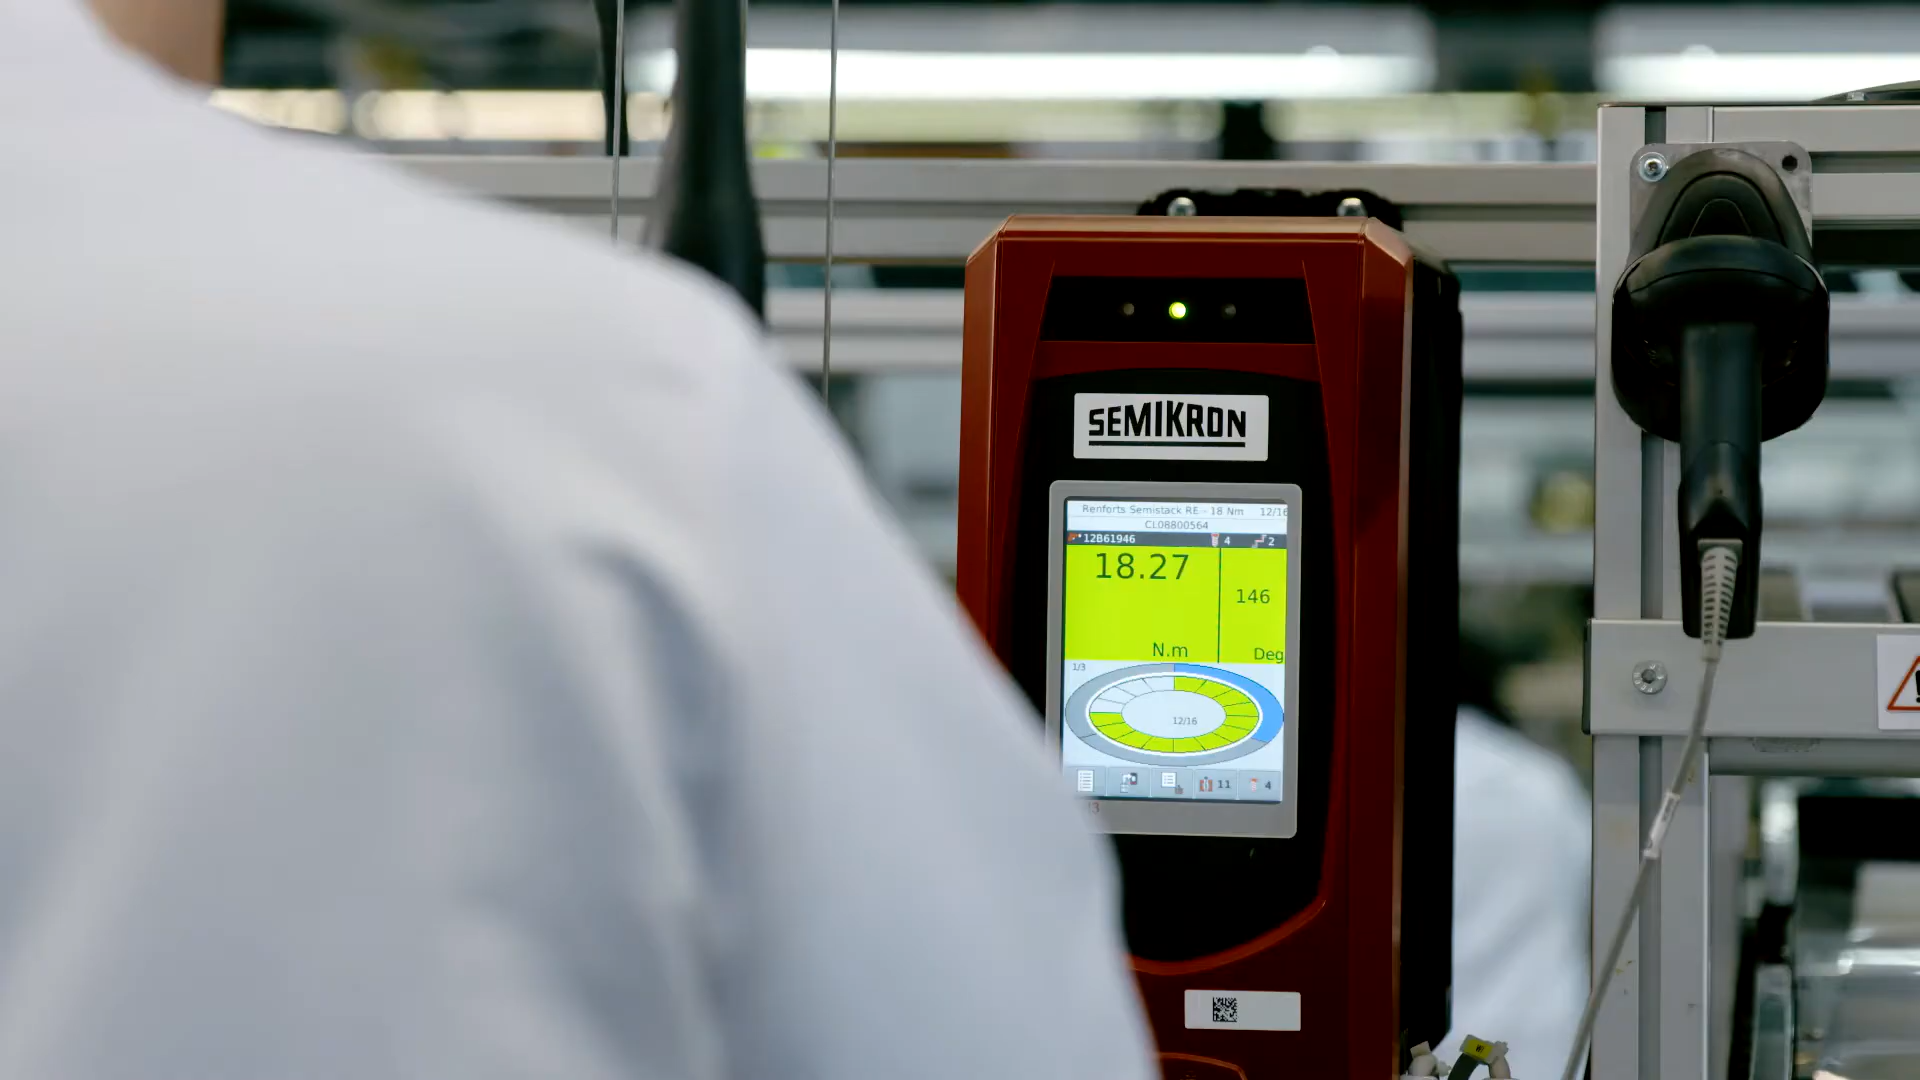 SEMIKRON
Renforts Semistack RE - 18 Nm 12/16
CL08800564
12B61946 4 2
18.27
146
N.m
Deg
1/3
12/16
11
4